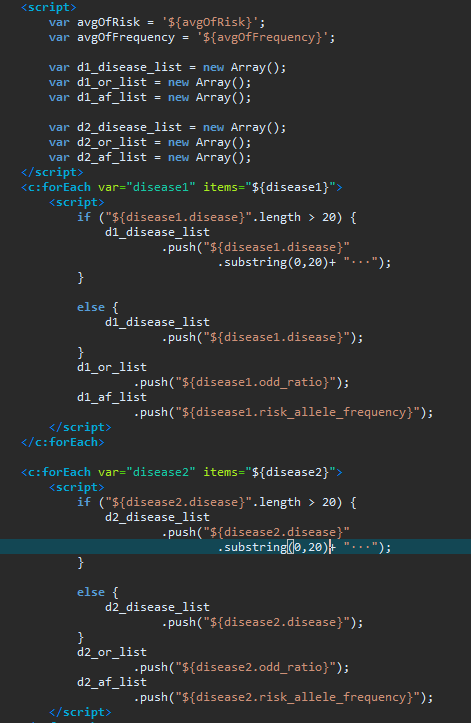 <script>
var avgOfRisk = '${avgOfRisk}';
var avgOfFrequency = '${avgOfFrequency}';
var d1_disease_list = new Array();
var d1_or_list = new Array();
var d1_af_list = new Array();
var d2_disease_list = new Array();
var d2_or_list = new Array();
var d2_af_list = new Array();
</script>
<c:forEach var="disease1" items="${disease1}">
<script>
if ("${disease1.disease}".length > 20) {
d1_disease_list
.push("${disease1.disease}"
.substring(0,20)+ "···");
}
else {
d1_disease_list
.push("${disease1.disease}");
}
d1_or_list
.push("${disease1.odd_ratio}");
d1_af_list
.push("${disease1.risk_allele_frequency}");
</script>
</c:forEach>
<c:forEach var="disease2" items="${disease2}">
<script>
if ("${disease2.disease}".length > 20) {
d2_disease_list
.push("${disease2.disease}"
.substring(0,20)+ "···");
}
else {
d2_disease_list
.push("${disease2.disease}");
}
d2_or_list
.push("${disease2.odd_ratio}");
d2_af_list
.push("${disease2.risk_allele_frequency}");
</script>